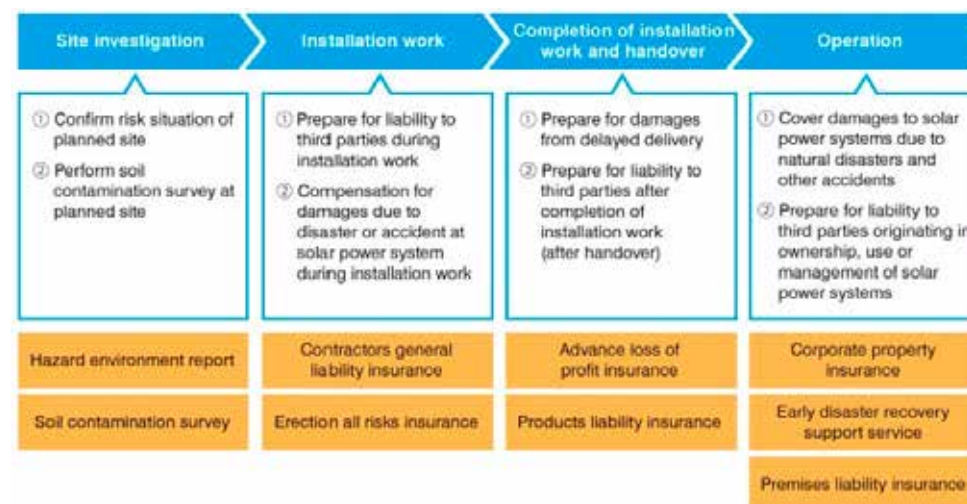 Site investigation
Installation work
Completion of installation
work and handover
Operation
① Confirm risk situation of
planned site
② Perform soil
contamination survey at
planned site
① Prepare for liability to
third parties during
installation work
② Compensation for
damages due to
disaster or accident at
solar power system
during installation work
① Prepare for damages
from delayed delivery
② Prepare for liability to
third parties after
completion of
installation work
(after handover)
① Cover damages to solar
power systems due to
natural disasters and
other accidents
② Prepare for liability to
third parties originating in
ownership, use or
management of solar
power systems
Hazard environment report
Soil contamination survey
Contractors general
liability insurance
Erection all risks insurance
Advance loss of
profit insurance
Products liability insurance
Corporate property
insurance
Early disaster recovery
support service
Premises liability insurance